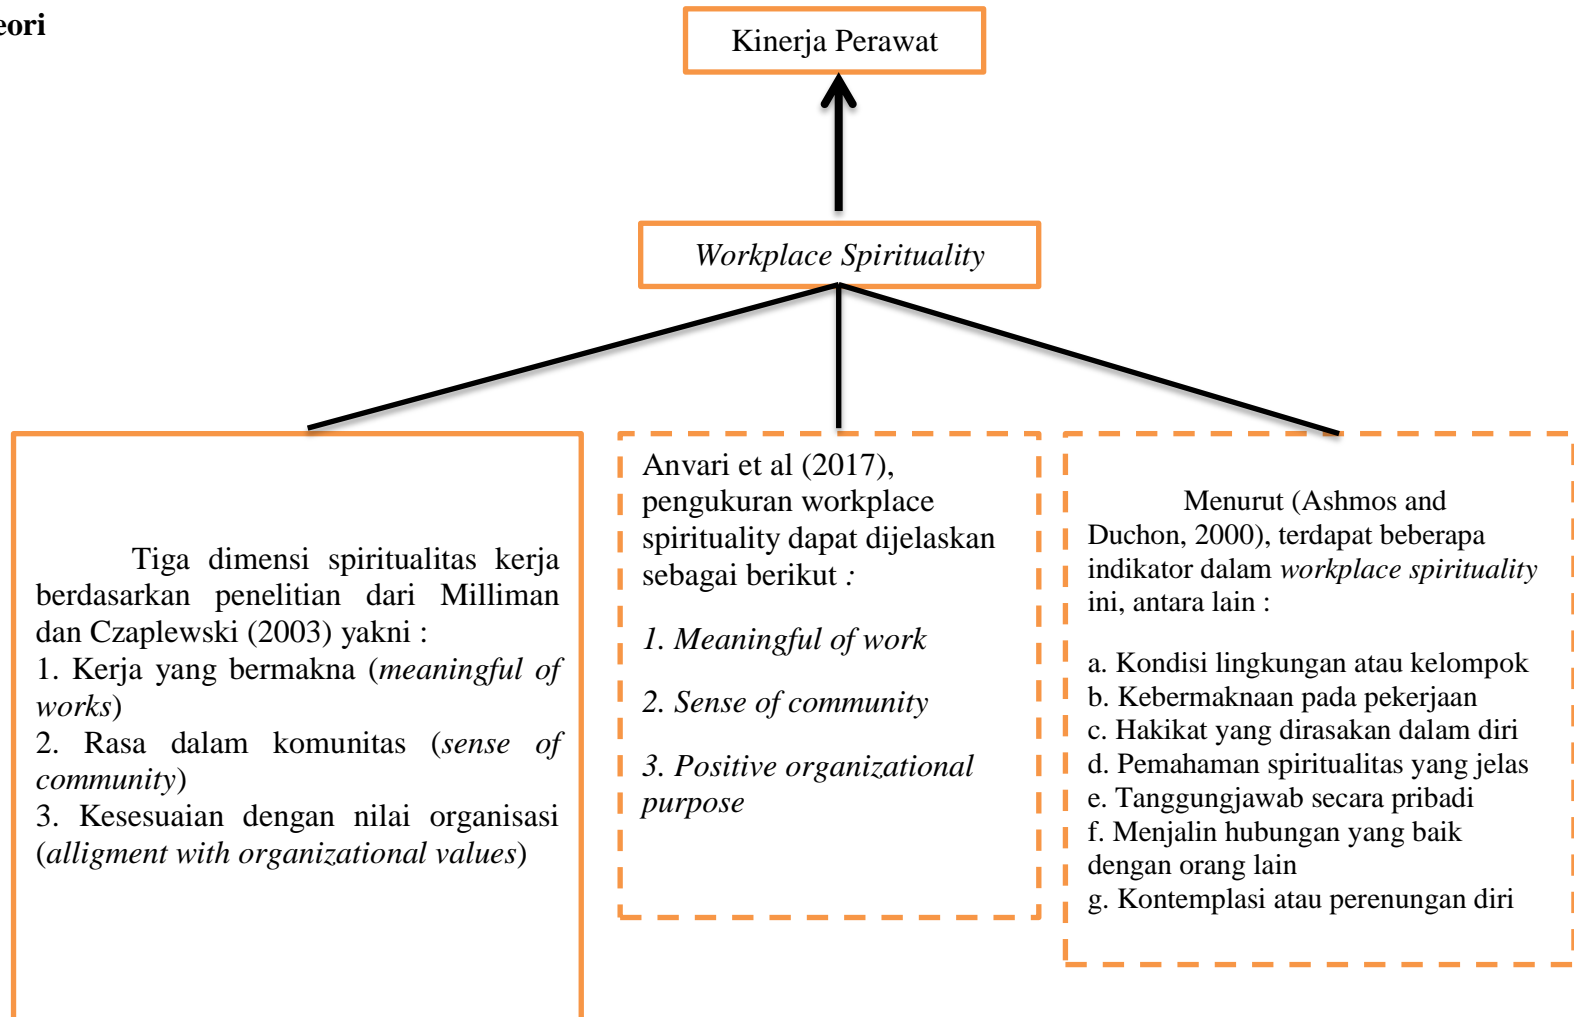 eori
Kinerja Perawat
Workplace Spirituality
Tiga dimensi spiritualitas kerja
berdasarkan penelitian dari Milliman
dan Czaplewski (2003) yakni :
1. Kerja yang bermakna (meaningful of
works)
2. Rasa dalam komunitas (sense of
community)
3. Kesesuaian dengan nilai organisasi
(alligment with organizational values)
Anvari et al (2017),
pengukuran workplace
spirituality dapat dijelaskan
sebagai berikut :
1. Meaningful of work
2. Sense of community
3. Positive organizational
purpose
Menurut (Ashmos and
Duchon, 2000), terdapat beberapa
indikator dalam workplace spirituality
ini, antara lain :
a. Kondisi lingkungan atau kelompok
b. Kebermaknaan pada pekerjaan
c. Hakikat yang dirasakan dalam diri
d. Pemahaman spiritualitas yang jelas
e. Tanggungjawab secara pribadi
f. Menjalin hubungan yang baik
dengan orang lain
g. Kontemplasi atau perenungan diri